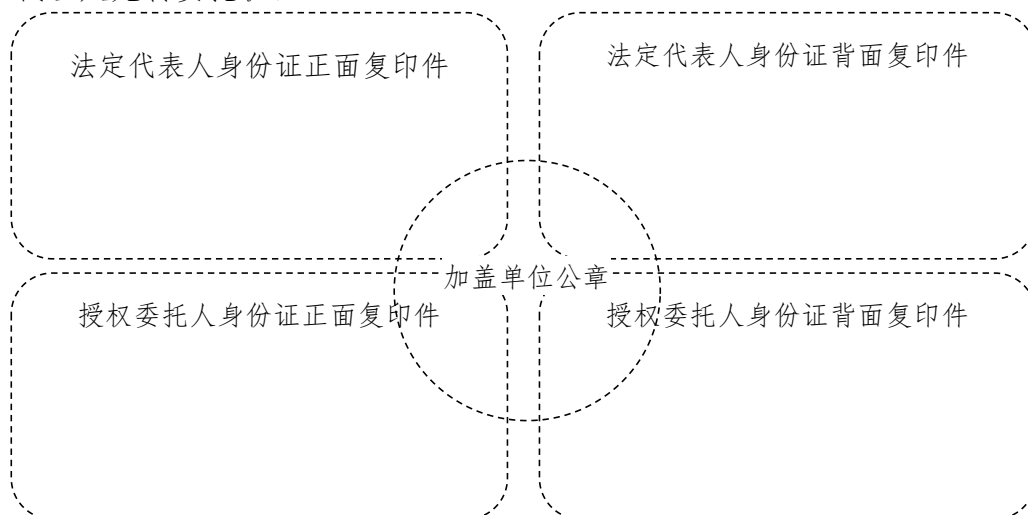 法定代表人身份证正面复印件
法定代表人身份证背面复印件
加盖单位公章
授权委托人身份证正面复印件
授权委托人身份证背面复印件